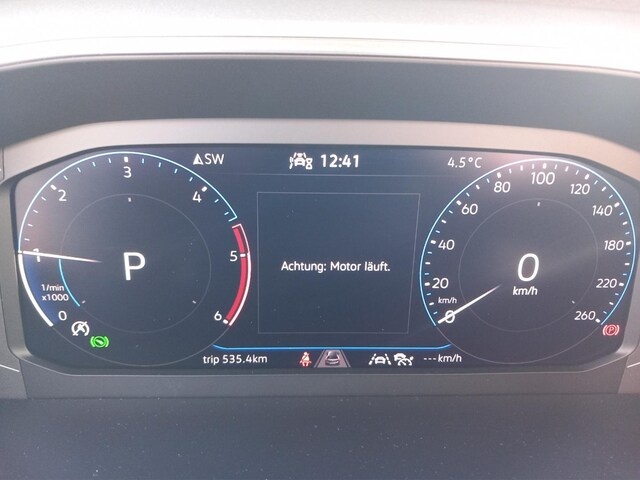 SW 12:41 4.5°C
3
2 4
1 5
P
1/min
x1000
0 6
Achtung: Motor läuft.
100
80 120
60 140
40 180
20 220
0 260
km/h
0
km/h
P
trip 535.4km --- km/h